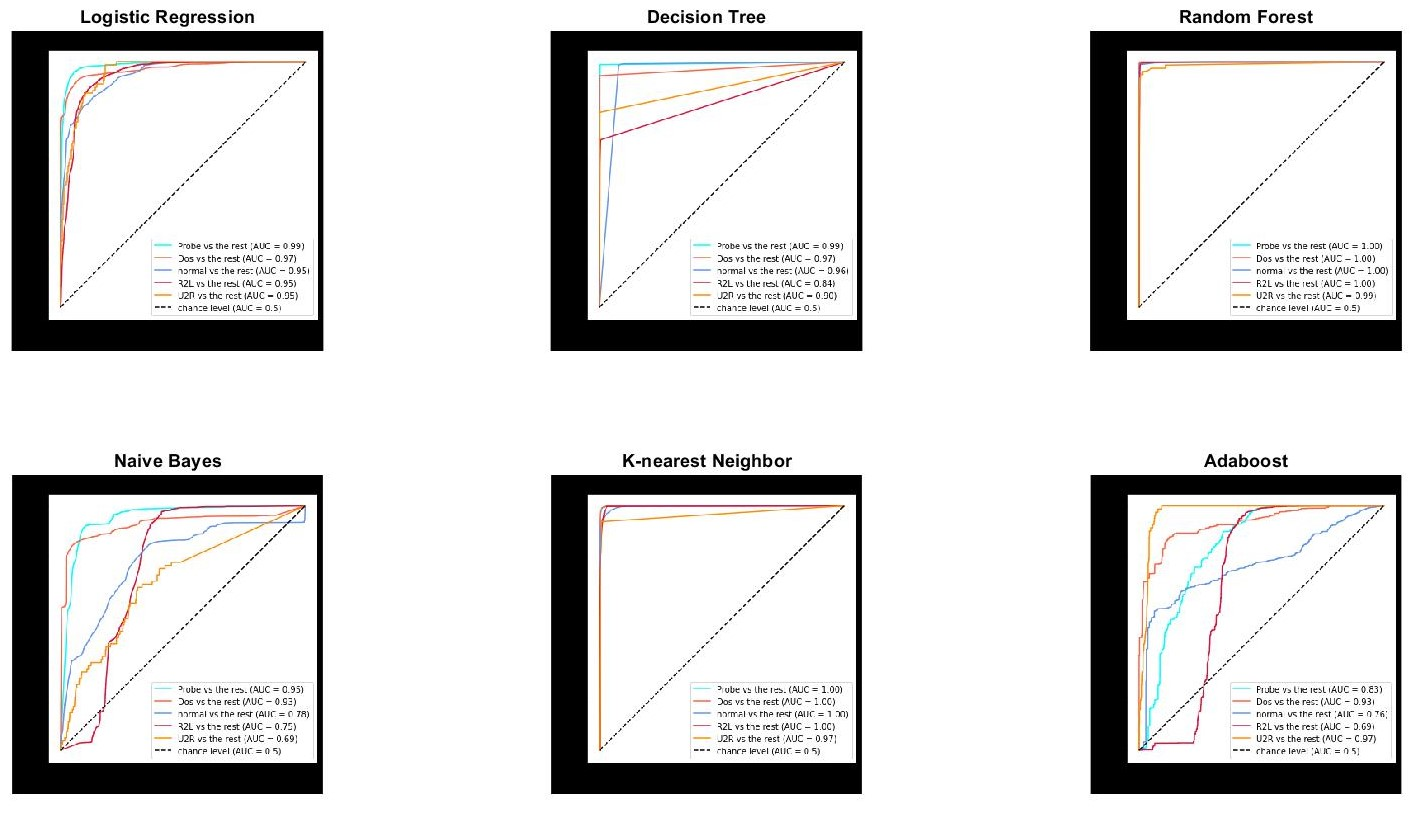 Logistic Regression
Probe vs the rest (AUC = 0.99)
Dos vs the rest (AUC = 0.97)
normal vs the rest (AUC = 0.95)
R2L vs the rest (AUC = 0.95)
U2R vs the rest (AUC = 0.95)
chance level (AUC = 0.5)
Decision Tree
Probe vs the rest (AUC = 0.99)
Dos vs the rest (AUC = 0.97)
normal vs the rest (AUC = 0.96)
R2L vs the rest (AUC = 0.84)
U2R vs the rest (AUC = 0.90)
chance level (AUC = 0.5)
Random Forest
Probe vs the rest (AUC = 1.00)
Dos vs the rest (AUC = 1.00)
normal vs the rest (AUC = 1.00)
R2L vs the rest (AUC = 1.00)
U2R vs the rest (AUC = 0.99)
chance level (AUC = 0.5)
Naive Bayes
Probe vs the rest (AUC = 0.95)
Dos vs the rest (AUC = 0.93)
normal vs the rest (AUC = 0.78)
R2L vs the rest (AUC = 0.75)
U2R vs the rest (AUC = 0.69)
chance level (AUC = 0.5)
K-nearest Neighbor
Probe vs the rest (AUC = 1.00)
Dos vs the rest (AUC = 1.00)
normal vs the rest (AUC = 1.00)
R2L vs the rest (AUC = 1.00)
U2R vs the rest (AUC = 0.97)
chance level (AUC = 0.5)
Adaboost
Probe vs the rest (AUC = 0.83)
Dos vs the rest (AUC = 0.93)
normal vs the rest (AUC = 0.76)
R2L vs the rest (AUC = 0.69)
U2R vs the rest (AUC = 0.97)
chance level (AUC = 0.5)